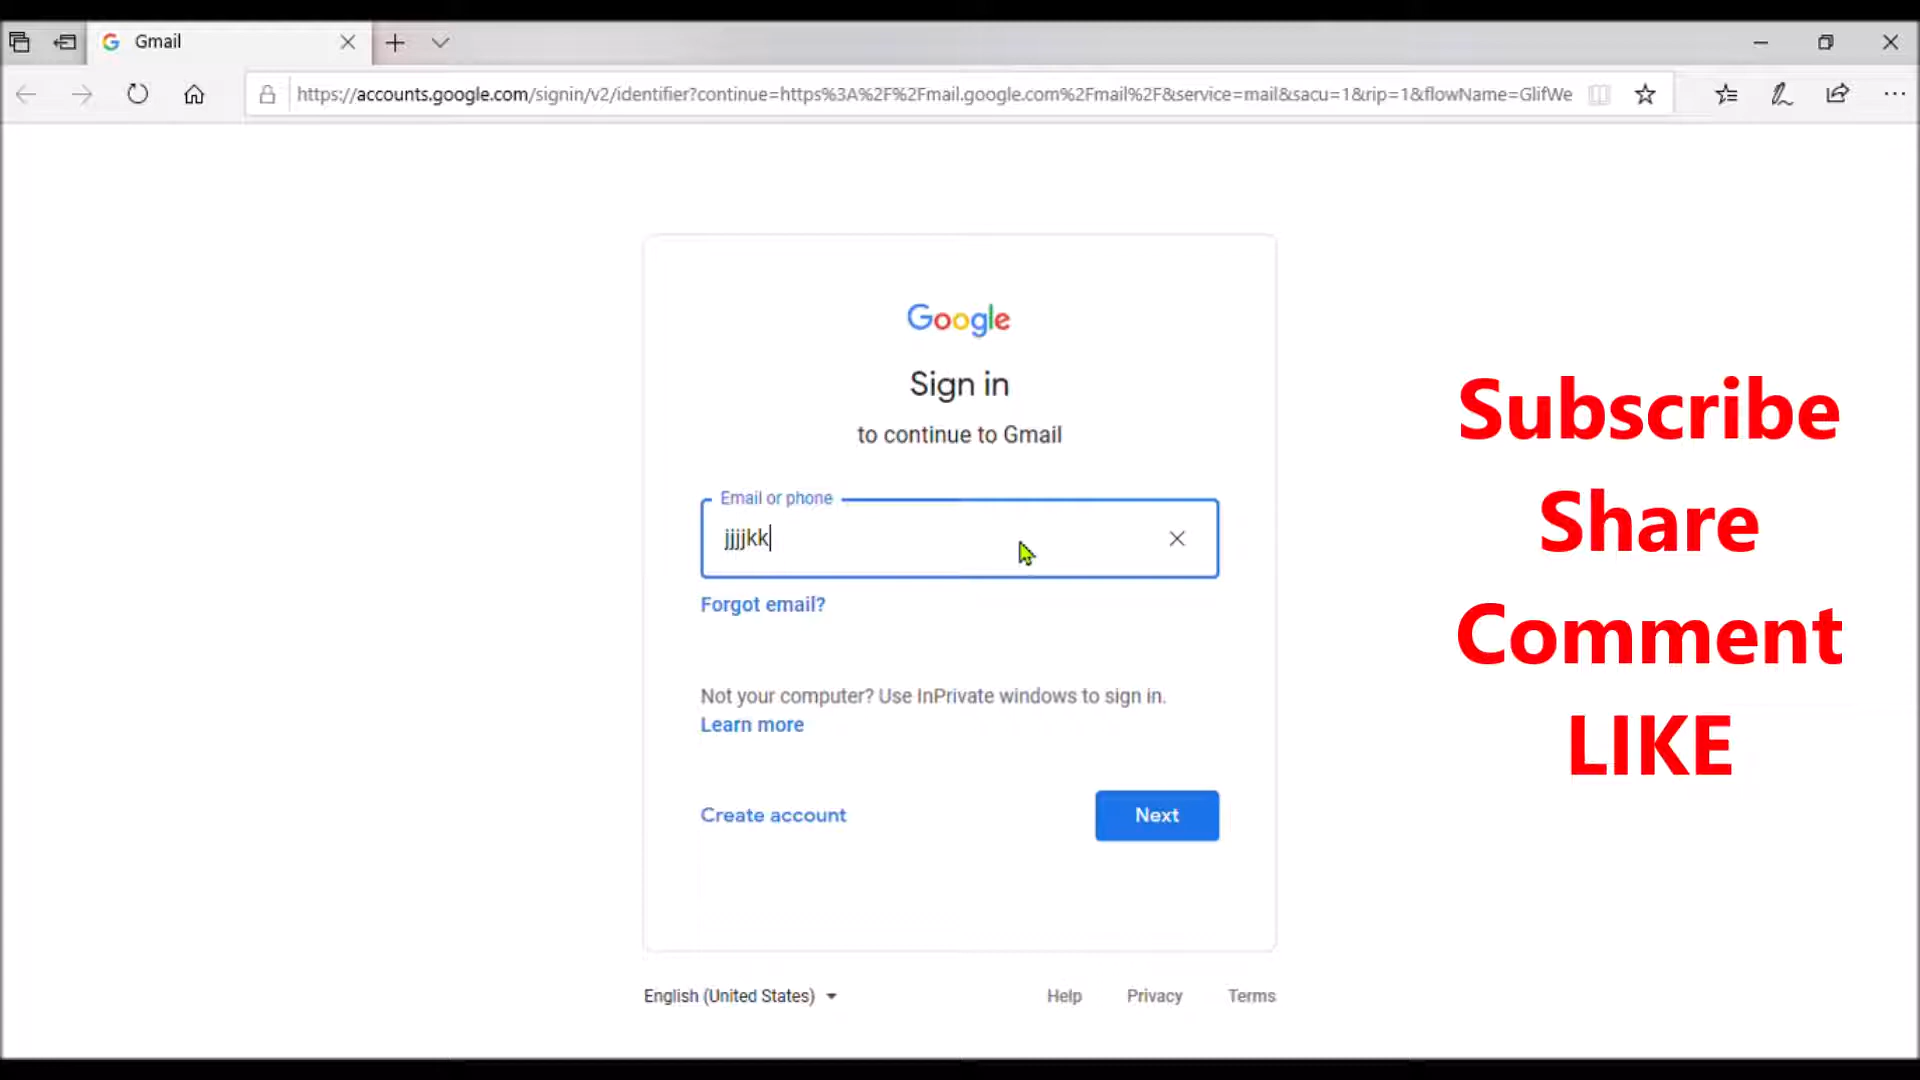 Gmail
https://accounts.google.com/signin/v2/identifier?continue=https%3A%2F%2Fmail.google.com%2Fmail%2F&service=mail&sacu=1&rip=1&flowName=GlifWe
Google
Sign in
to continue to Gmail
Email or phone
jjjjkk
Forgot email?
Not your computer? Use InPrivate windows to sign in.
Learn more
Create account
Next
English (United States)
Help
Privacy
Terms
Subscribe
Share
Comment
LIKE